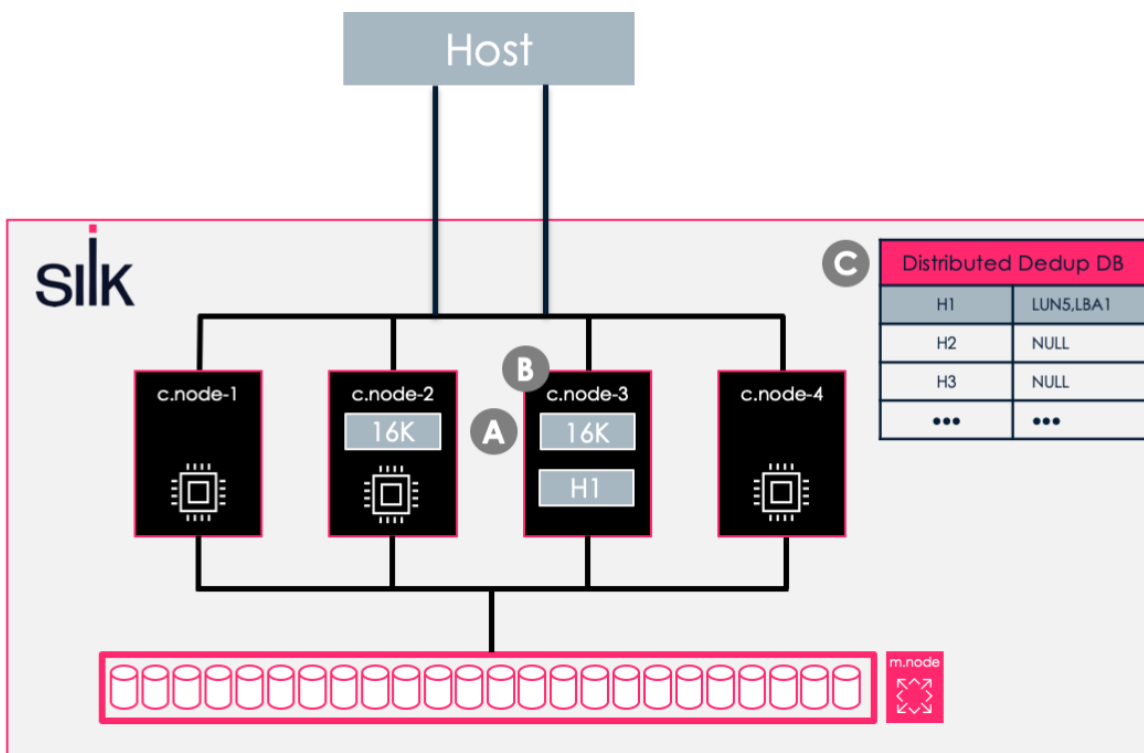 Host
silk
C
Distributed Dedup DB
H1 LUN5,LBA1
H2 NULL
H3 NULL
••• •••
B
c.node-1 c.node-2 c.node-3 c.node-4
16K A 16K
H1
m.node